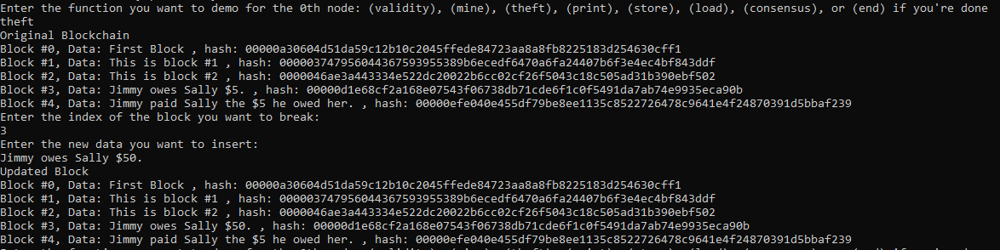 Enter the function you want to demo for the 0th node: (validity), (mine), (theft), (print), (store), (load), (consensus), or (end) if you're done
theft
Original Blockchain
Block #0, Data: First Block , hash: 00000a30604d51da59c12b10c2045ffede84723aa8a8fb8225183d254630cff1
Block #1, Data: This is block #1 , hash: 000003747956044367593955389b6ecedf6470a6fa24407b6f3e4ec4bf843ddf
Block #2, Data: This is block #2 , hash: 0000046ae3a443334e522dc20022b6cc02cf26f5043c18c505ad31b390ebf502
Block #3, Data: Jimmy owes Sally $5. , hash: 00000d1e68cf2a168e07543f06738db71cde6f1c0f5491da7ab74e9935eca90b
Block #4, Data: Jimmy paid Sally the $5 he owed her. , hash: 00000efe040e455df79be8ee1135c8522726478c9641e4f24870391d5bbaf239
Enter the index of the block you want to break:
3
Enter the new data you want to insert:
Jimmy owes Sally $50.
Updated Block
Block #0, Data: First Block , hash: 00000a30604d51da59c12b10c2045ffede84723aa8a8fb8225183d254630cff1
Block #1, Data: This is block #1 , hash: 000003747956044367593955389b6ecedf6470a6fa24407b6f3e4ec4bf843ddf
Block #2, Data: This is block #2 , hash: 0000046ae3a443334e522dc20022b6cc02cf26f5043c18c505ad31b390ebf502
Block #3, Data: Jimmy owes Sally $50. , hash: 00000d1e68cf2a168e07543f06738db71cde6f1c0f5491da7ab74e9935eca90b
Block #4, Data: Jimmy paid Sally the $5 he owed her. , hash: 00000efe040e455df79be8ee1135c8522726478c9641e4f24870391d5bbaf239